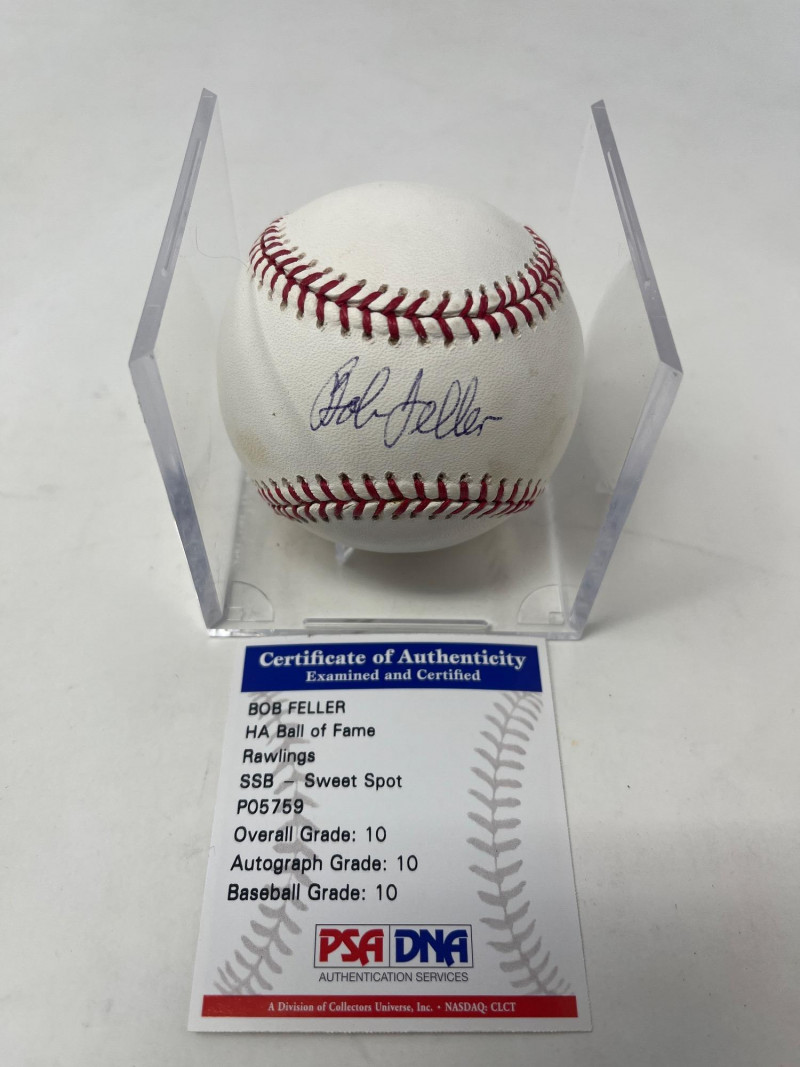 Bob Feller
Certificate of Authenticity
Examined and Certified
BOB FELLER
HA Ball of Fame
Rawlings
SSB - Sweet Spot
P05759
Overall Grade: 10
Autograph Grade: 10
Baseball Grade: 10
PSA DNA
AUTHENTICATION SERVICES
A Division of Collectors Universe, Inc. • NASDAQ: CLCT